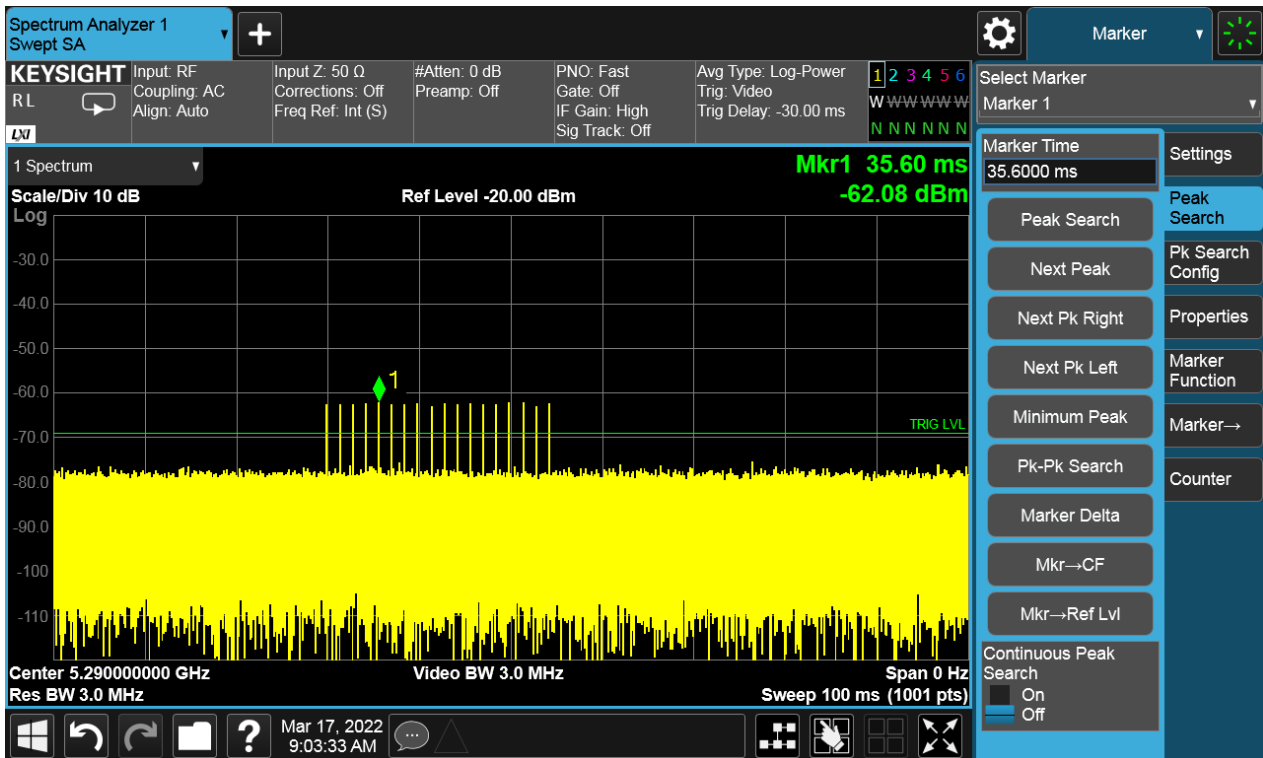 Spectrum Analyzer 1
Swept SA
+
Marker
KEYSIGHT
RL
LXI
Input: RF
Coupling: AC
Align: Auto
Input Z: 50 Ω
Corrections: Off
Freq Ref: Int (S)
#Atten: 0 dB
Preamp: Off
PNO: Fast
Gate: Off
IF Gain: High
Sig Track: Off
Avg Type: Log-Power
Trig: Video
Trig Delay: -30.00 ms
1 2 3 4 5 6
W W W W W W
N N N N N N
Select Marker
Marker 1
1 Spectrum
Mkr1 35.60 ms
Scale/Div 10 dB
Ref Level -20.00 dBm
-62.08 dBm
Log
-30.0
-40.0
-50.0
-60.0
-70.0
-80.0
-90.0
-100
-110
1
TRIG LVL
Center 5.290000000 GHz
Video BW 3.0 MHz
Span 0 Hz
Res BW 3.0 MHz
Sweep 100 ms (1001 pts)
Marker Time
35.6000 ms
Peak Search
Next Peak
Next Pk Right
Next Pk Left
Minimum Peak
Pk-Pk Search
Marker Delta
Mkr→CF
Mkr→Ref Lvl
Continuous Peak
Search
On
Off
Settings
Peak
Search
Pk Search
Config
Properties
Marker
Function
Marker→
Counter
?
Mar 17, 2022
9:03:33 AM